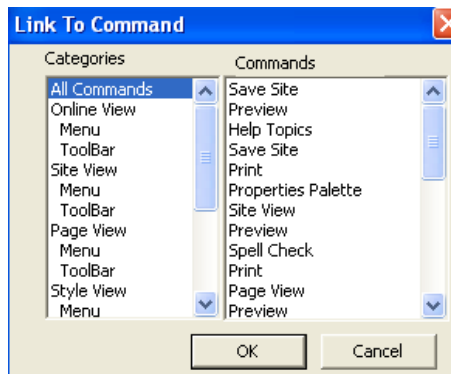 Link To Command
Categories
All Commands
Online View
Menu
ToolBar
Site View
Menu
ToolBar
Page View
Menu
ToolBar
Style View
Menu
Commands
Save Site
Preview
Help Topics
Save Site
Print
Properties Palette
Site View
Preview
Spell Check
Print
Page View
Preview
OK
Cancel